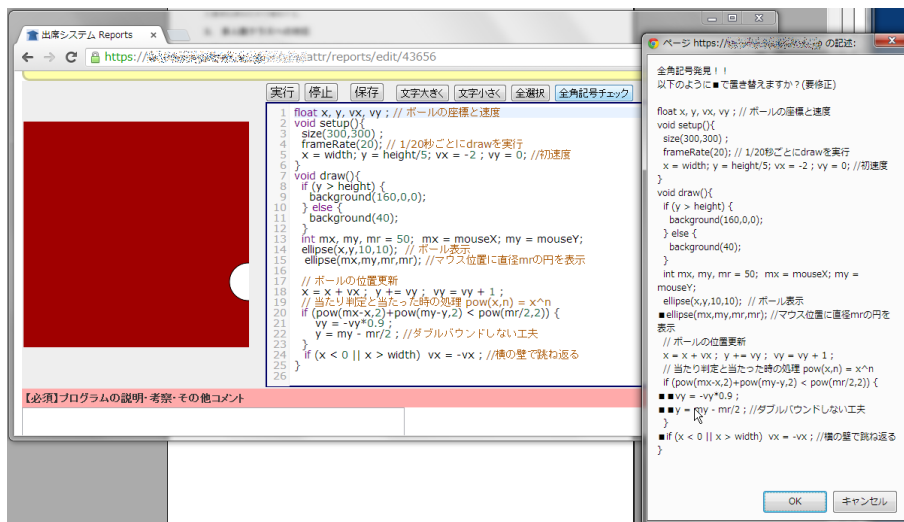 出席システム Reports
ページ https:// の記述:
https:// attr/reports/edit/43656
実行 停止 保存 文字大きく 文字小さく 全選択 全角記号チェック
1 float x, y, vx, vy ; // ボールの座標と速度
2 void setup(){
3 size(300,300) ;
4 frameRate(20); // 1/20秒ごとにdrawを実行
5 x = width; y = height/5; vx = -2 ; vy = 0; //初速度
6 }
7 void draw(){
8 if (y > height) {
9 background(160,0,0);
10 } else {
11 background(40);
12 }
13 int mx, my, mr = 50; mx = mouseX; my = mouseY;
14 ellipse(x,y,10,10); // ボール表示
15 ellipse(mx,my,mr,mr); //マウス位置に直径mrの円を表示
16
17 // ボールの位置更新
18 x = x + vx ; y += vy ; vy = vy + 1 ;
19 // 当たり判定と当たった時の処理 pow(x,n) = x^n
20 if (pow(mx-x,2)+pow(my-y,2) < pow(mr/2,2)) {
21 vy = -vy*0.9 ;
22 y = my - mr/2 ; //ダブルバウンドしない工夫
23 }
24 if (x < 0 || x > width) vx = -vx ; //横の壁で跳ね返る
25 }
26
【必須】プログラムの説明・考察・その他コメント
全角記号発見！！
以下のように■で置き替えますか？(要修正)
float x, y, vx, vy ; // ボールの座標と速度
void setup(){
size(300,300) ;
frameRate(20); // 1/20秒ごとにdrawを実行
x = width; y = height/5; vx = -2 ; vy = 0; //初速度
}
void draw(){
if (y > height) {
background(160,0,0);
} else {
background(40);
}
int mx, my, mr = 50; mx = mouseX; my =
mouseY;
ellipse(x,y,10,10); // ボール表示
■ellipse(mx,my,mr,mr); //マウス位置に直径mrの円を
表示
// ボールの位置更新
x = x + vx ; y += vy ; vy = vy + 1 ;
// 当たり判定と当たった時の処理 pow(x,n) = x^n
if (pow(mx-x,2)+pow(my-y,2) < pow(mr/2,2)) {
■■vy = -vy*0.9 ;
■■y = my - mr/2 ; //ダブルバウンドしない工夫
}
■if (x < 0 || x > width) vx = -vx ; //横の壁で跳ね返る
}
OK キャンセル